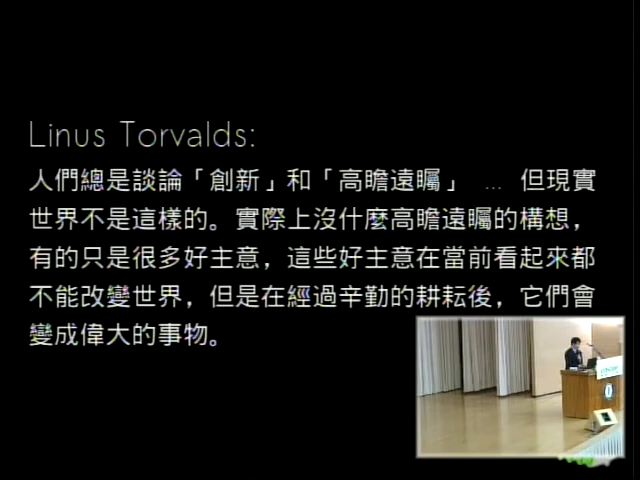 Linus Torvalds:
人們總是談論「創新」和「高瞻遠矚」 ... 但現實
世界不是這樣的。實際上沒什麼高瞻遠矚的構想，
有的只是很多好主意，這些好主意在當前看起來都
不能改變世界，但是在經過辛勤的耕耘後，它們會
變成偉大的事物。